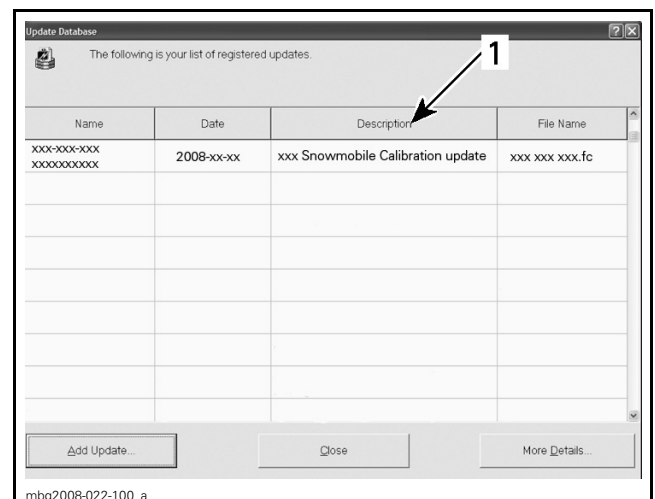 Update Database
The following is your list of registered updates.
1
Name Date Description File Name
xxx-xxx-xxx
xxxxxxxxxx
2008-xx-xx xxx Snowmobile Calibration update xxx xxx xxx.fc
Add Update... Close More Details...
mbg2008-022-100_a